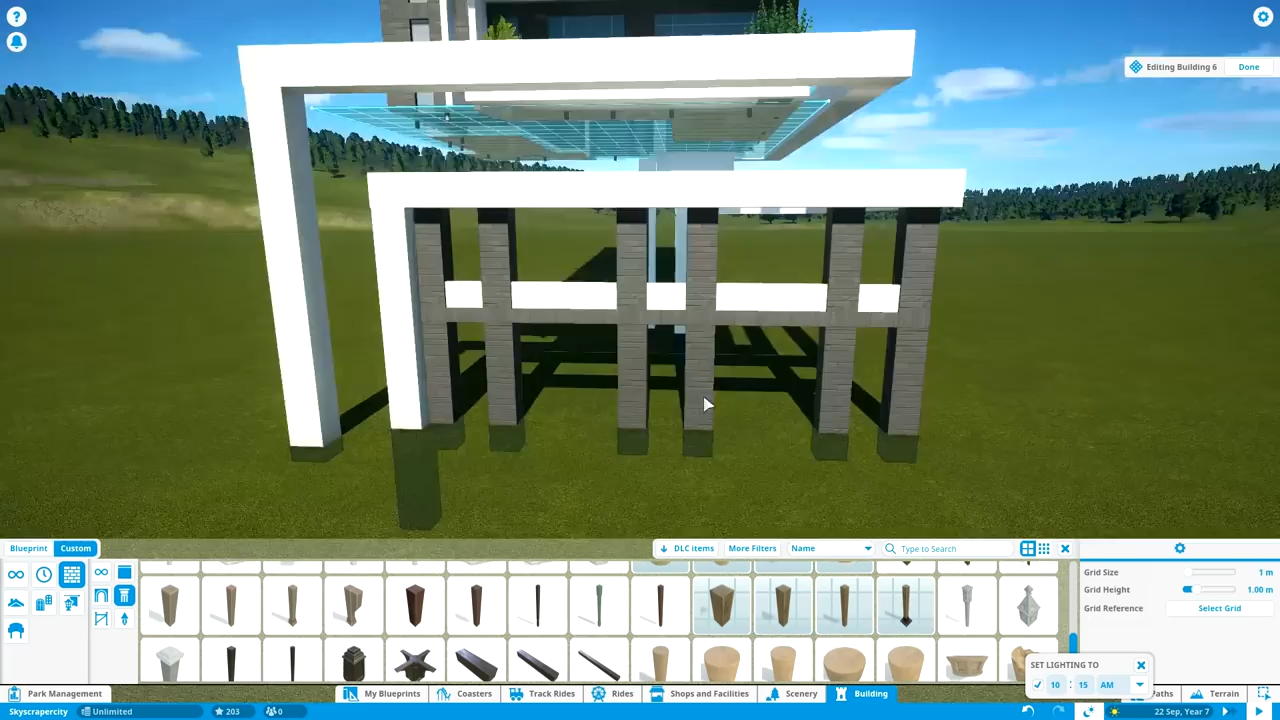 ?
Editing Building 6 Done
Blueprint Custom
DLC items More Filters Name Type to Search
Grid Size 1 m
Grid Height 1.00 m
Grid Reference Select Grid
SET LIGHTING TO
10 : 15 AM
Park Management My Blueprints Coasters Track Rides Rides Shops and Facilities Scenery Building Paths Terrain
Skyscrapercity Unlimited 203 0 22 Sep, Year 7